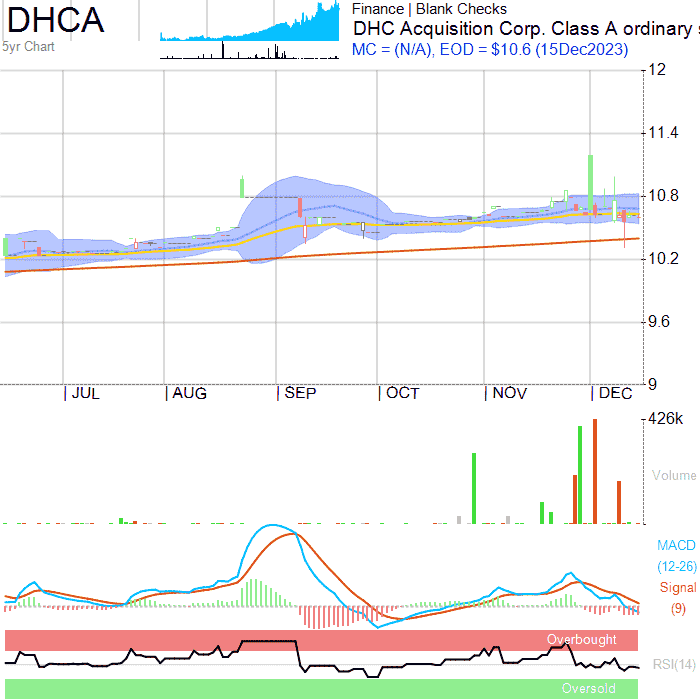 DHCA
5yr Chart
Finance | Blank Checks
DHC Acquisition Corp. Class A ordinary s
MC = (N/A), EOD = $10.6 (15Dec2023)
12
11.4
10.8
10.2
9.6
9
JUL AUG SEP OCT NOV DEC
426k
Volume
MACD
(12-26)
Signal
(9)
Overbought
RSI(14)
Oversold